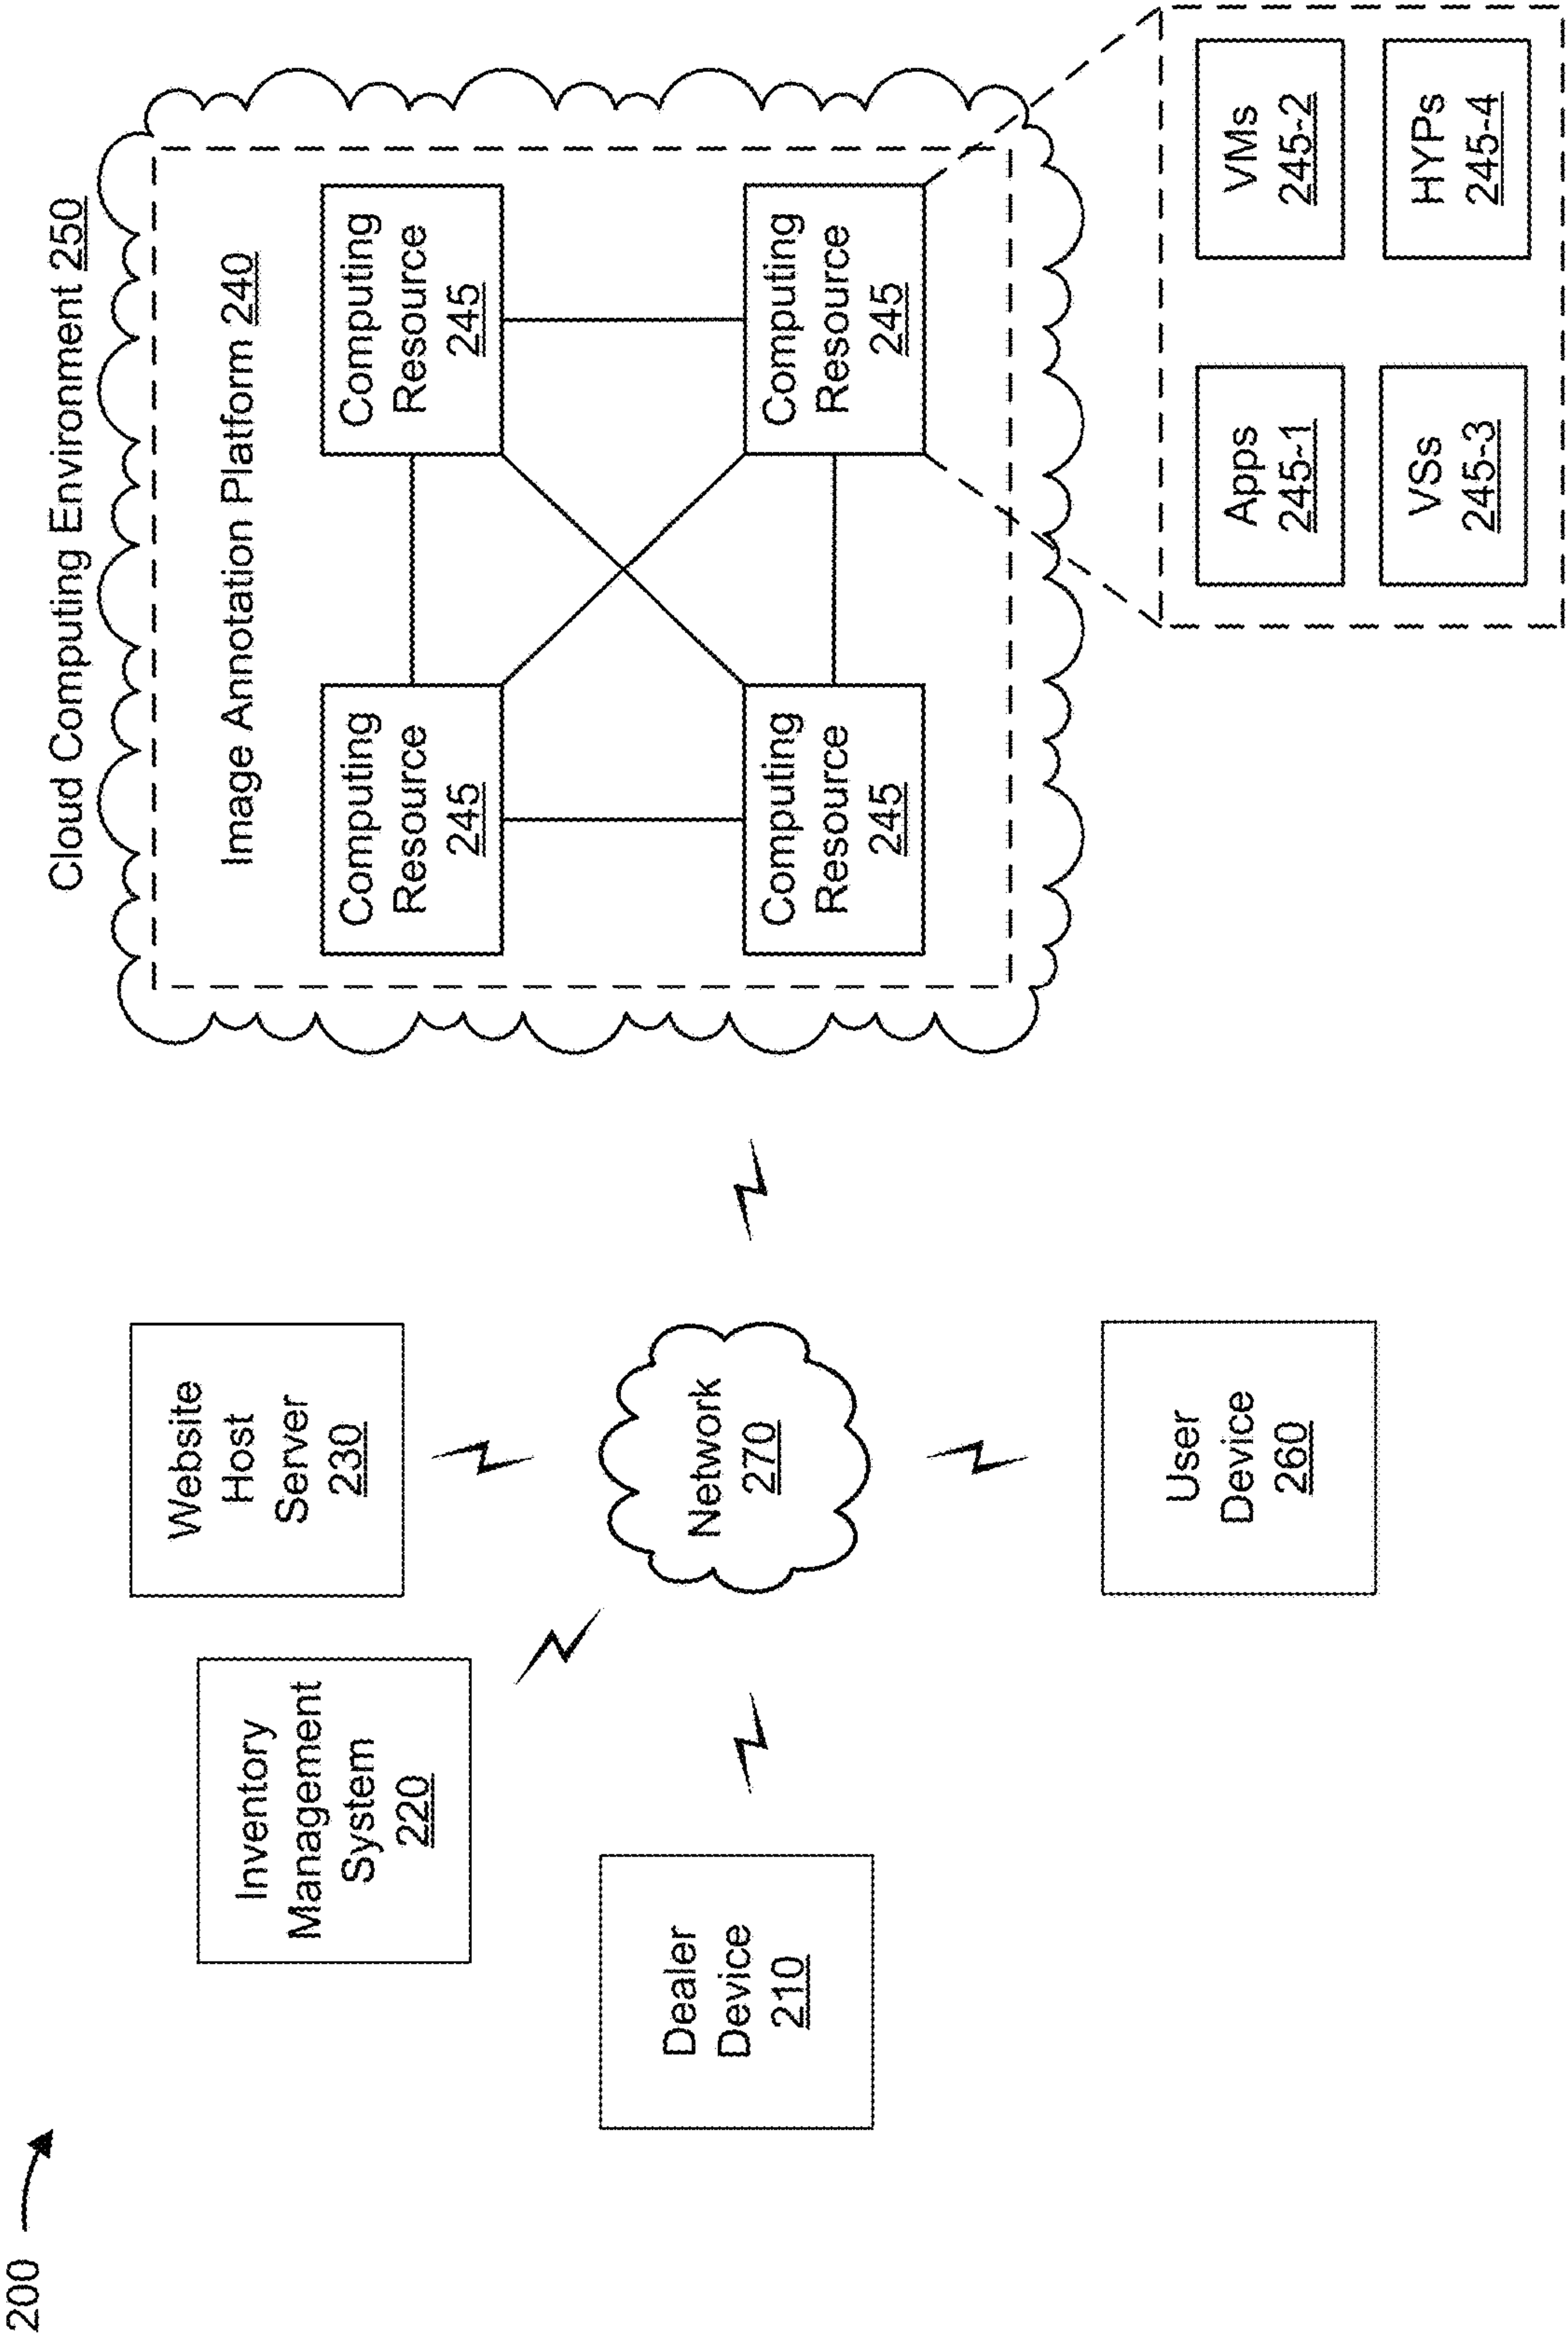 200
Cloud Computing Environment 250
Image Annotation Platform 240
Computing
Resource
245
Computing
Resource
245
Computing
Resource
245
Computing
Resource
245
Website
Host
Server
230
Inventory
Management
System
220
Network
270
Dealer
Device
210
User
Device
260
Apps
245-1
VMs
245-2
VSs
245-3
HYPs
245-4